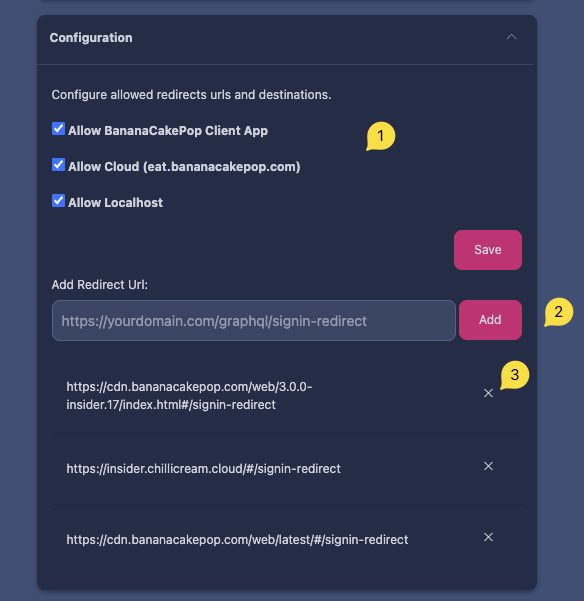 Configuration
Configure allowed redirects urls and destinations.
Allow BananaCakePop Client App
1
Allow Cloud (eat.bananacakepop.com)
Allow Localhost
Save
Add Redirect Url:
https://yourdomain.com/graphql/signin-redirect
Add
2
3
https://cdn.bananacakepop.com/web/3.0.0-
insider.17/index.html#/signin-redirect
https://insider.chillicream.cloud/#/signin-redirect
https://cdn.bananacakepop.com/web/latest/#/signin-redirect